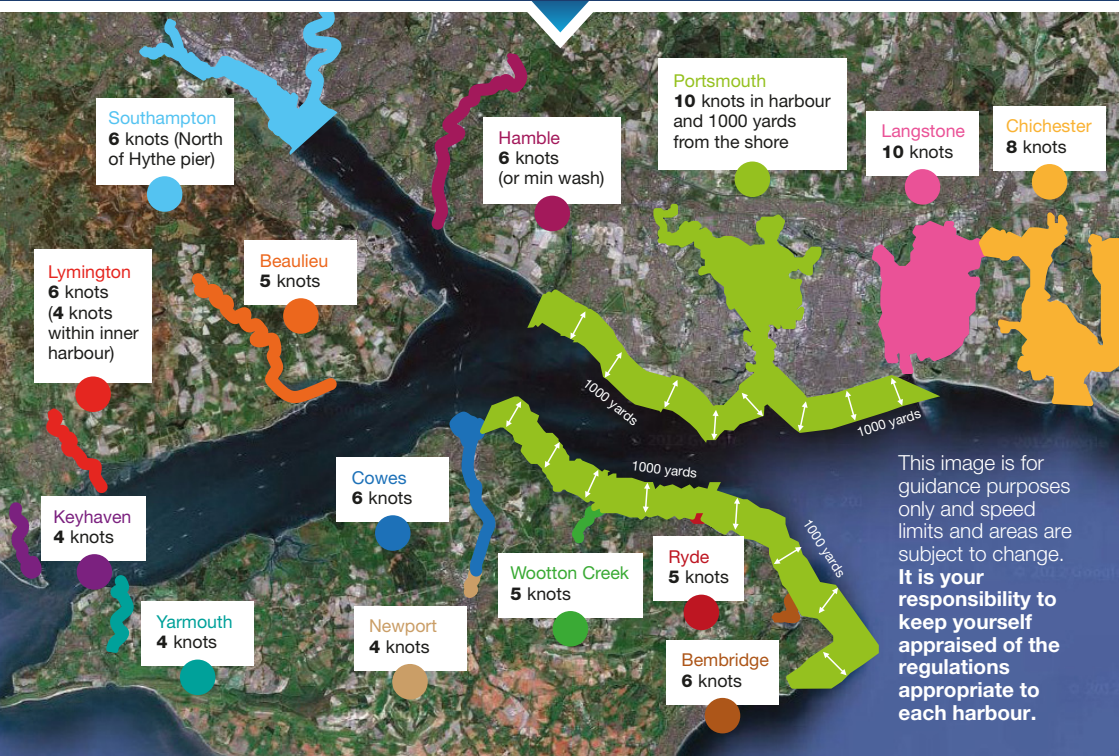 Southampton
6 knots (North
of Hythe pier)
Hamble
6 knots
(or min wash)
Portsmouth
10 knots in harbour
and 1000 yards
from the shore
Langstone
10 knots
Chichester
8 knots
Lymington
6 knots
(4 knots
within inner
harbour)
Beaulieu
5 knots
1000 yards
1000 yards
1000 yards
1000 yards
Keyhaven
4 knots
Cowes
6 knots
Yarmouth
4 knots
Newport
4 knots
Wootton Creek
5 knots
Ryde
5 knots
Bembridge
6 knots
This image is for
guidance purposes
only and speed
limits and areas are
subject to change.
It is your
responsibility to
keep yourself
appraised of the
regulations
appropriate to
each harbour.